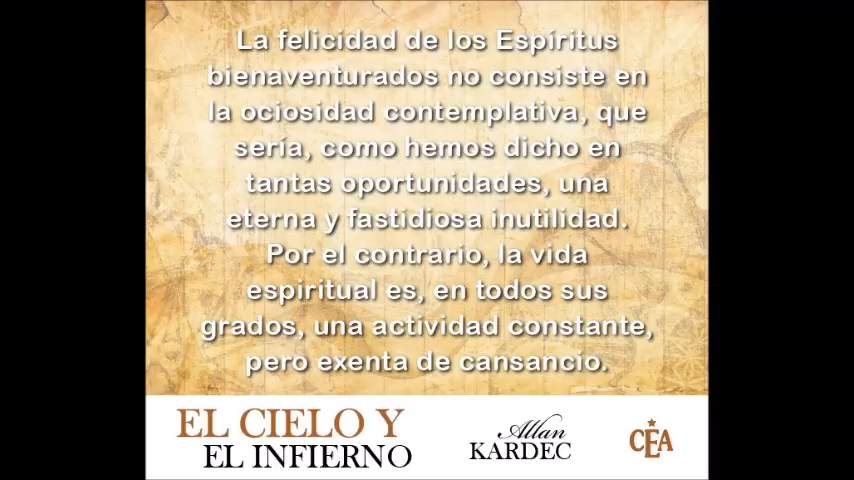 La felicidad de los Espíritus
bienaventurados no consiste en
la ociosidad contemplativa, que
sería, como hemos dicho en
tantas oportunidades, una
eterna y fastidiosa inutilidad.
Por el contrario, la vida
espiritual es, en todos sus
grados, una actividad constante,
pero exenta de cansancio.
EL CIELO Y
EL INFIERNO
Allan
KARDEC
CEA